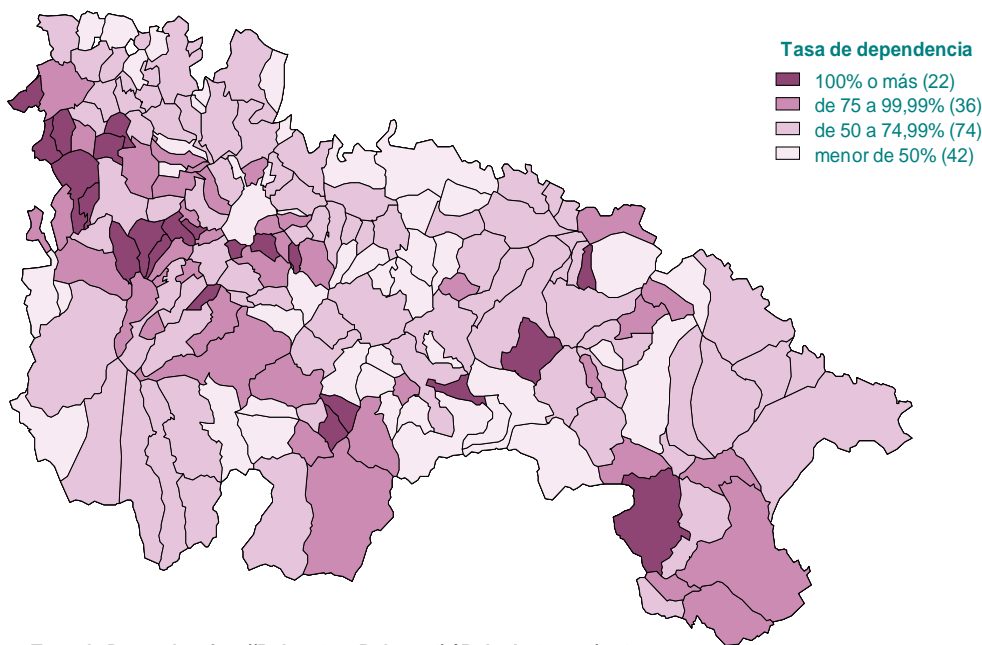 Tasa de dependencia
100% o más (22)
de 75 a 99,99% (36)
de 50 a 74,99% (74)
menor de 50% (42)